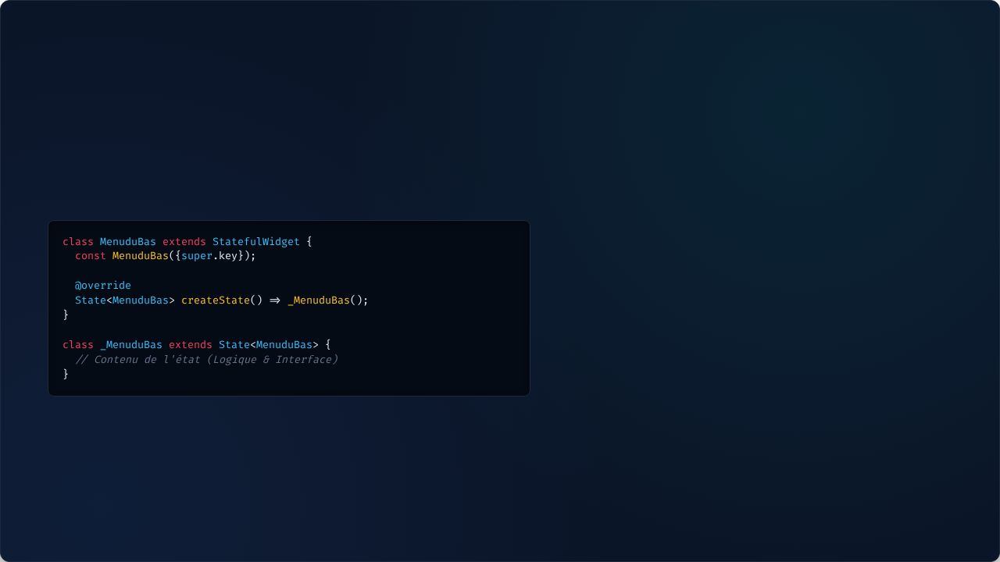 class MenuduBas extends StatefulWidget {
  const MenuduBas({super.key});

  @override
  State<MenuduBas> createState() => _MenuduBas();
}

class _MenuduBas extends State<MenuduBas> {
  // Contenu de l'état (Logique & Interface)
}